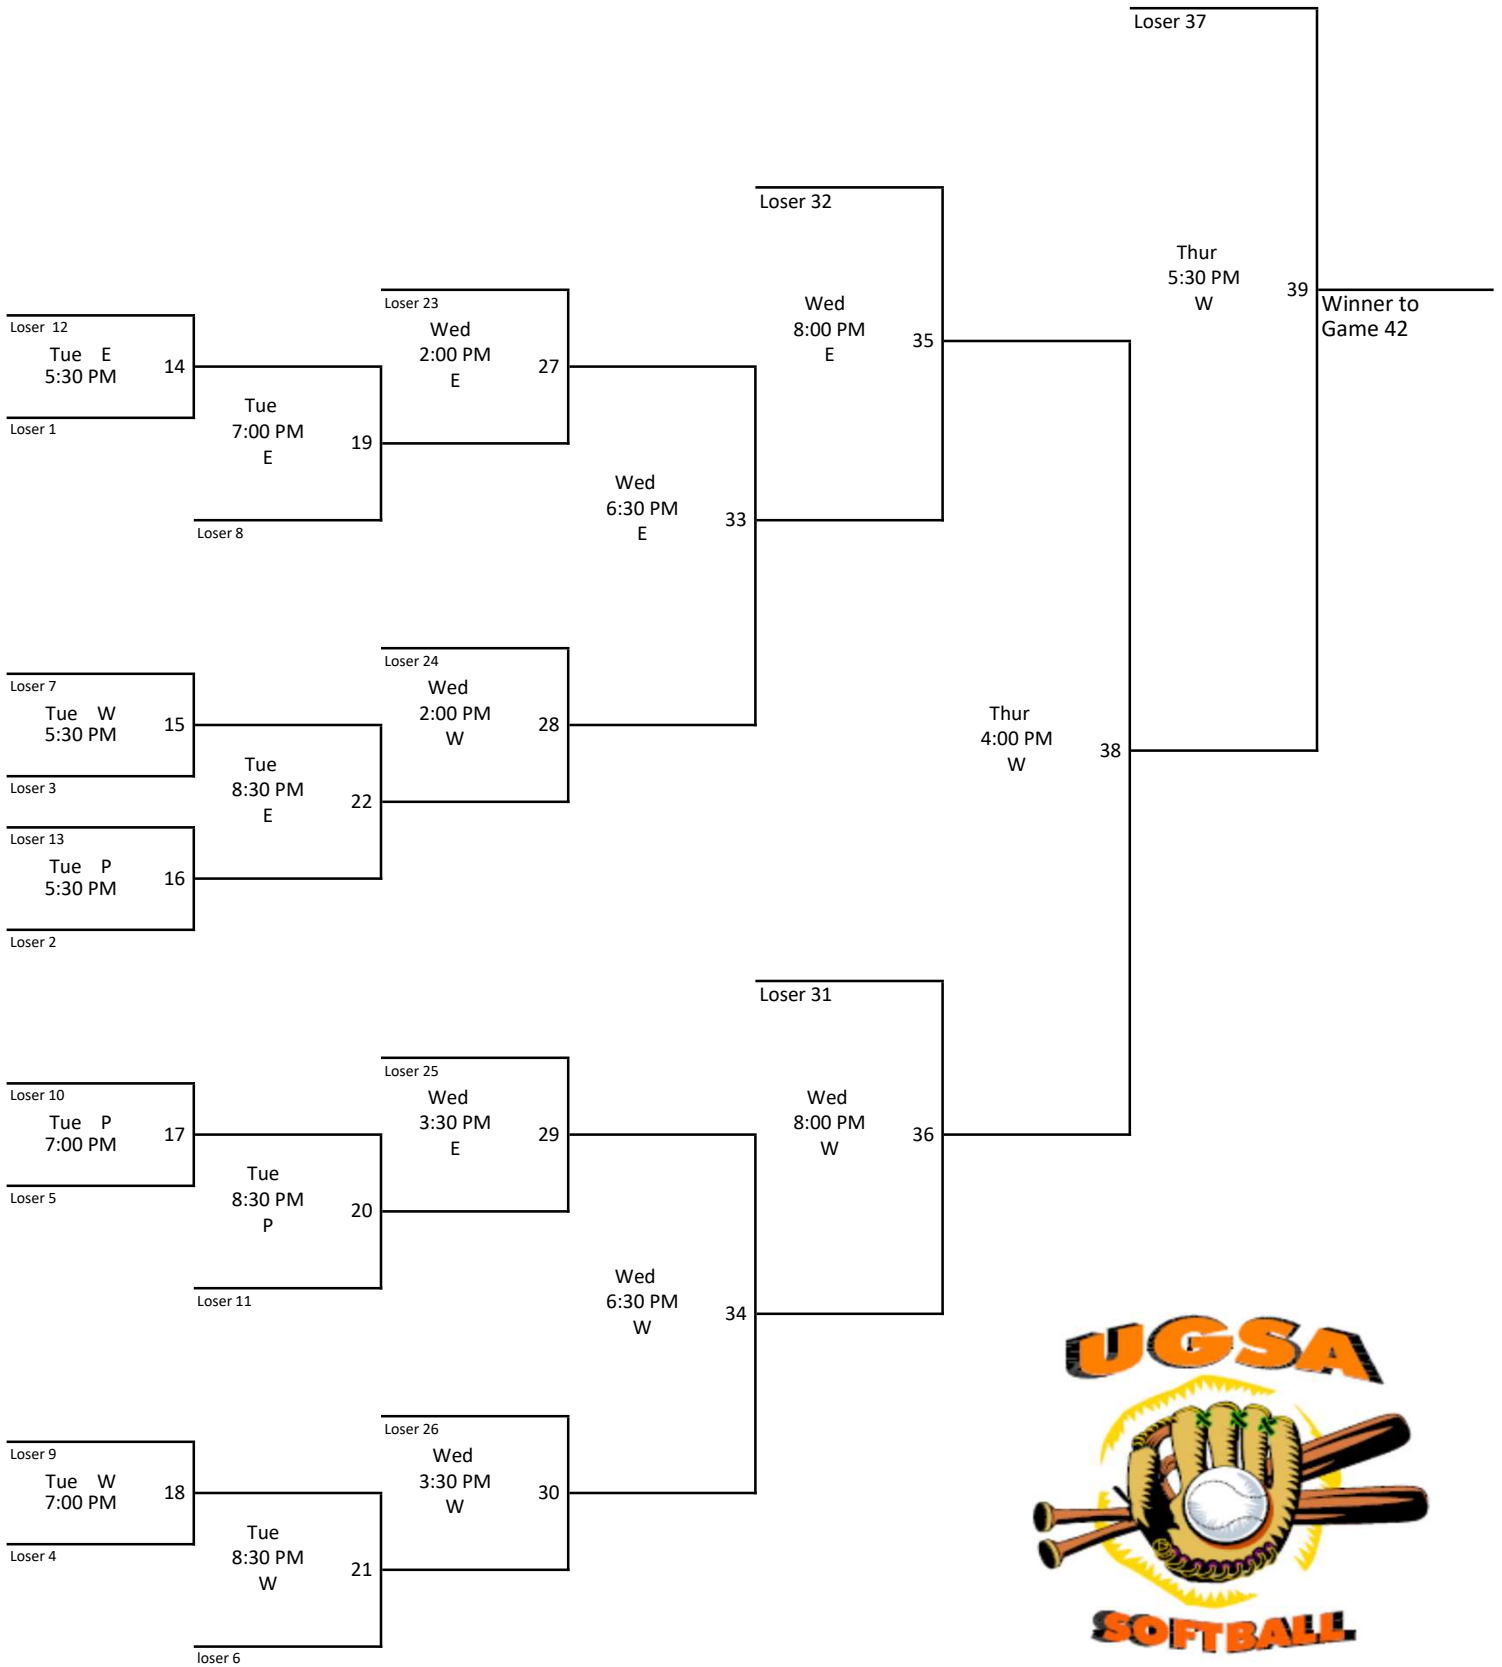 Loser 37
Loser 32
Thur
5:30 PM
W
39
Winner to
Game 42
Loser 23
Wed
2:00 PM
E
27
Wed
8:00 PM
E
35
Loser 12
Tue E
5:30 PM
14
Loser 1
Tue
7:00 PM
E
19
Loser 8
Wed
6:30 PM
E
33
Loser 24
Wed
2:00 PM
W
28
Loser 7
Tue W
5:30 PM
15
Loser 3
Tue
8:30 PM
E
22
Loser 13
Tue P
5:30 PM
16
Loser 2
Thur
4:00 PM
W
38
Loser 31
Loser 25
Wed
3:30 PM
E
29
Wed
8:00 PM
W
36
Loser 10
Tue P
7:00 PM
17
Loser 5
Tue
8:30 PM
P
20
Loser 11
Wed
6:30 PM
W
34
Loser 26
Wed
3:30 PM
W
30
Loser 9
Tue W
7:00 PM
18
Loser 4
Tue
8:30 PM
W
21
loser 6
UGSA
SOFTBALL